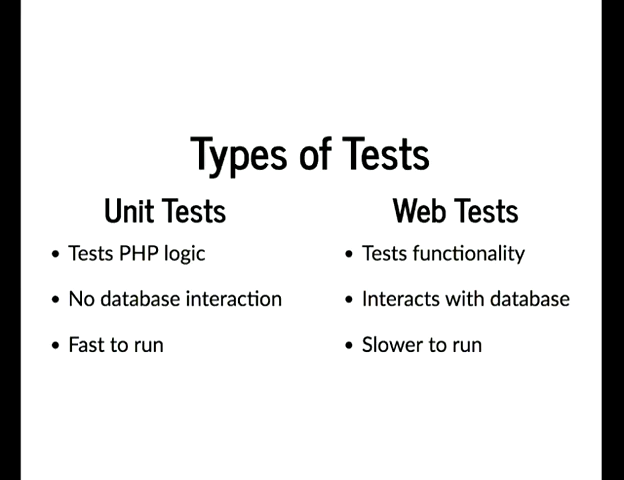 Types of Tests
Unit Tests
• Tests PHP logic
• No database interaction
• Fast to run
Web Tests
• Tests functionality
• Interacts with database
• Slower to run